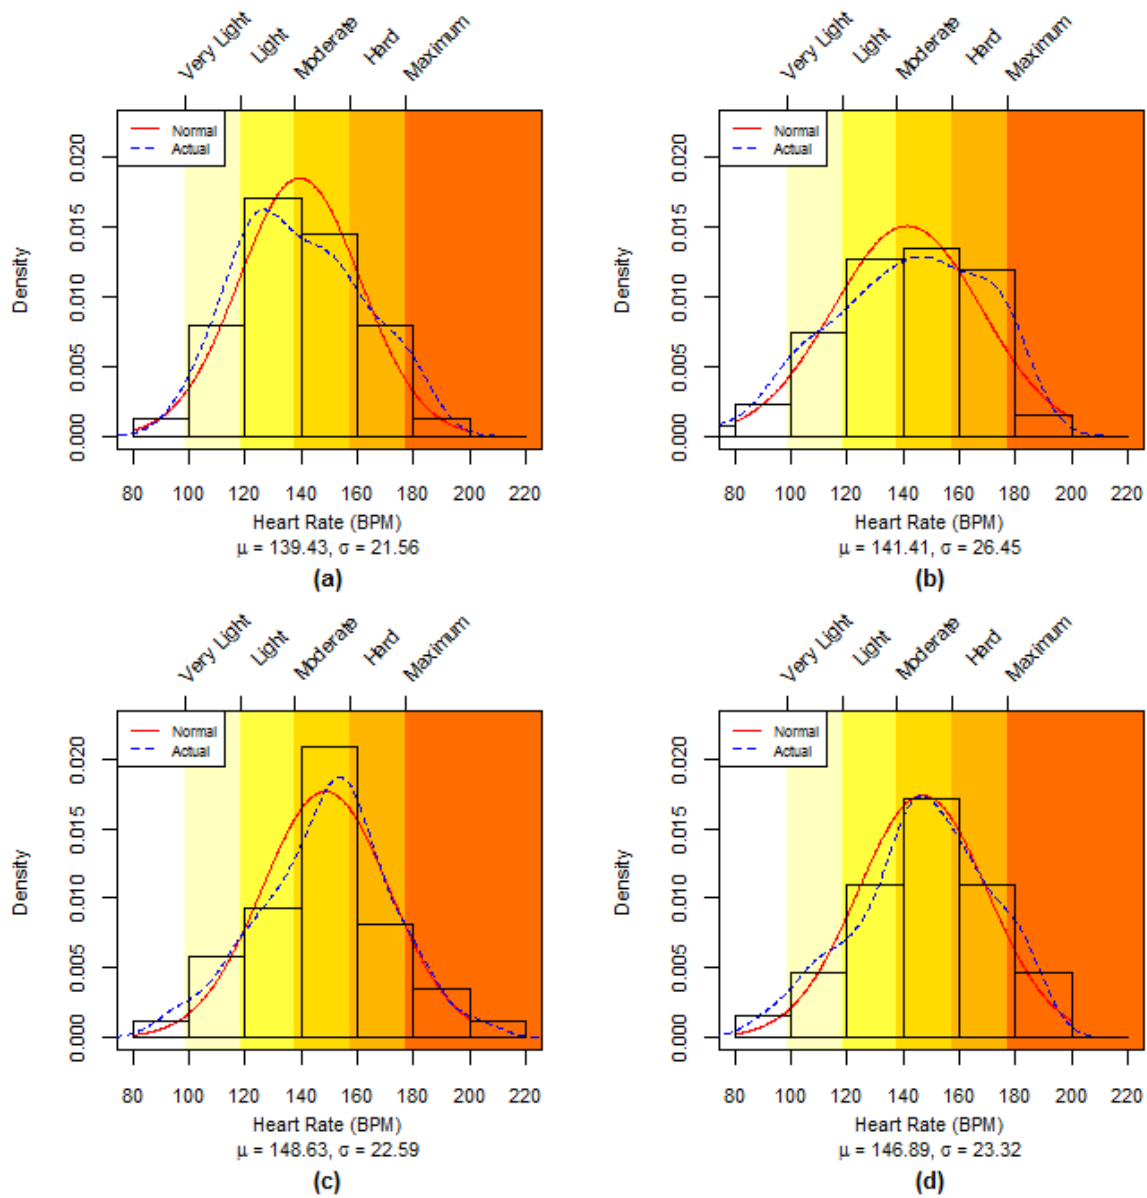 Very Light Light Moderate Hard Maximum
Normal
Actual
Density
0.000 0.005 0.010 0.015 0.020
80 100 120 140 160 180 200 220
Heart Rate (BPM)
μ = 139.43, σ = 21.56
(a)
Very Light Light Moderate Hard Maximum
Normal
Actual
Density
0.000 0.005 0.010 0.015 0.020
80 100 120 140 160 180 200 220
Heart Rate (BPM)
μ = 141.41, σ = 26.45
(b)
Very Light Light Moderate Hard Maximum
Normal
Actual
Density
0.000 0.005 0.010 0.015 0.020
80 100 120 140 160 180 200 220
Heart Rate (BPM)
μ = 148.63, σ = 22.59
(c)
Very Light Light Moderate Hard Maximum
Normal
Actual
Density
0.000 0.005 0.010 0.015 0.020
80 100 120 140 160 180 200 220
Heart Rate (BPM)
μ = 146.89, σ = 23.32
(d)